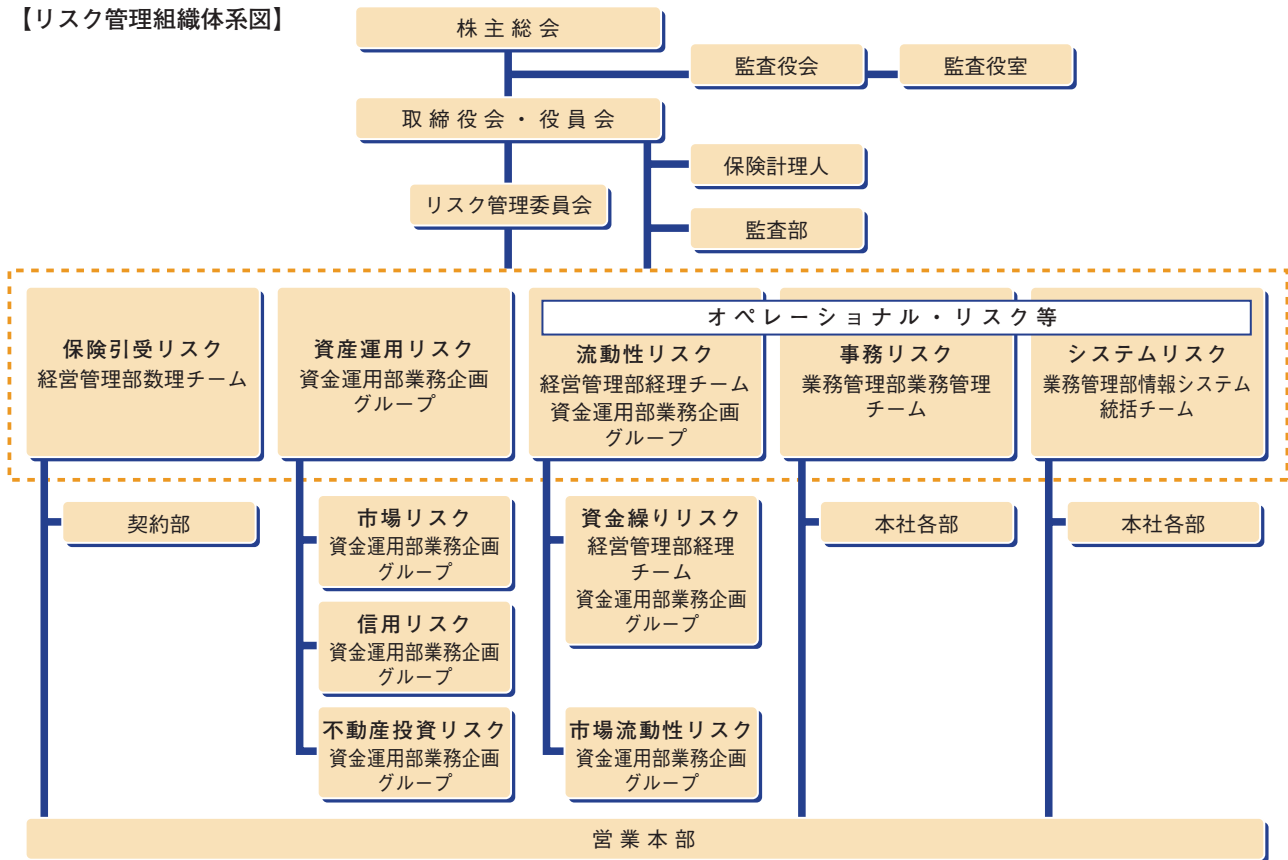 【リスク管理組織体系図】
株主総会
監査役会
監査役室
取締役会・役員会
保険計理人
リスク管理委員会
監査部
オペレーショナル・リスク等
保険引受リスク
経営管理部数理チーム
資産運用リスク
資金運用部業務企画
グループ
流動性リスク
経営管理部経理チーム
資金運用部業務企画
グループ
事務リスク
業務管理部業務管理
チーム
システムリスク
業務管理部情報システム
統括チーム
契約部
市場リスク
資金運用部業務企画
グループ
信用リスク
資金運用部業務企画
グループ
不動産投資リスク
資金運用部業務企画
グループ
資金繰りリスク
経営管理部経理
チーム
資金運用部業務企画
グループ
市場流動性リスク
資金運用部業務企画
グループ
本社各部
本社各部
営業本部